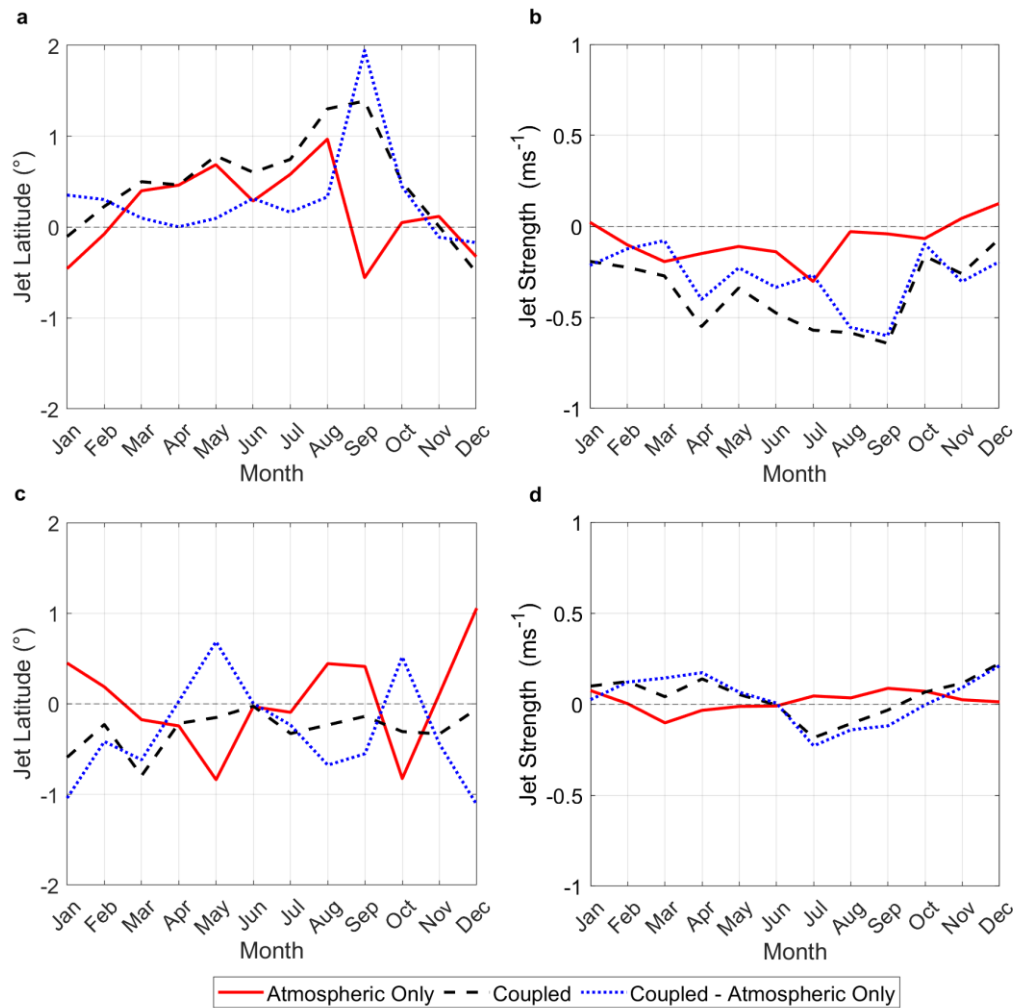 a
2
1
0
-1
-2
Jet Latitude (°)
Jan Feb Mar Apr May Jun Jul Aug Sep Oct Nov Dec
Month
b
1
0.5
0
-0.5
-1
Jet Strength (ms⁻¹)
Jan Feb Mar Apr May Jun Jul Aug Sep Oct Nov Dec
Month
c
2
1
0
-1
-2
Jet Latitude (°)
Jan Feb Mar Apr May Jun Jul Aug Sep Oct Nov Dec
Month
d
1
0.5
0
-0.5
-1
Jet Strength (ms⁻¹)
Jan Feb Mar Apr May Jun Jul Aug Sep Oct Nov Dec
Month
Atmospheric Only Coupled Coupled - Atmospheric Only